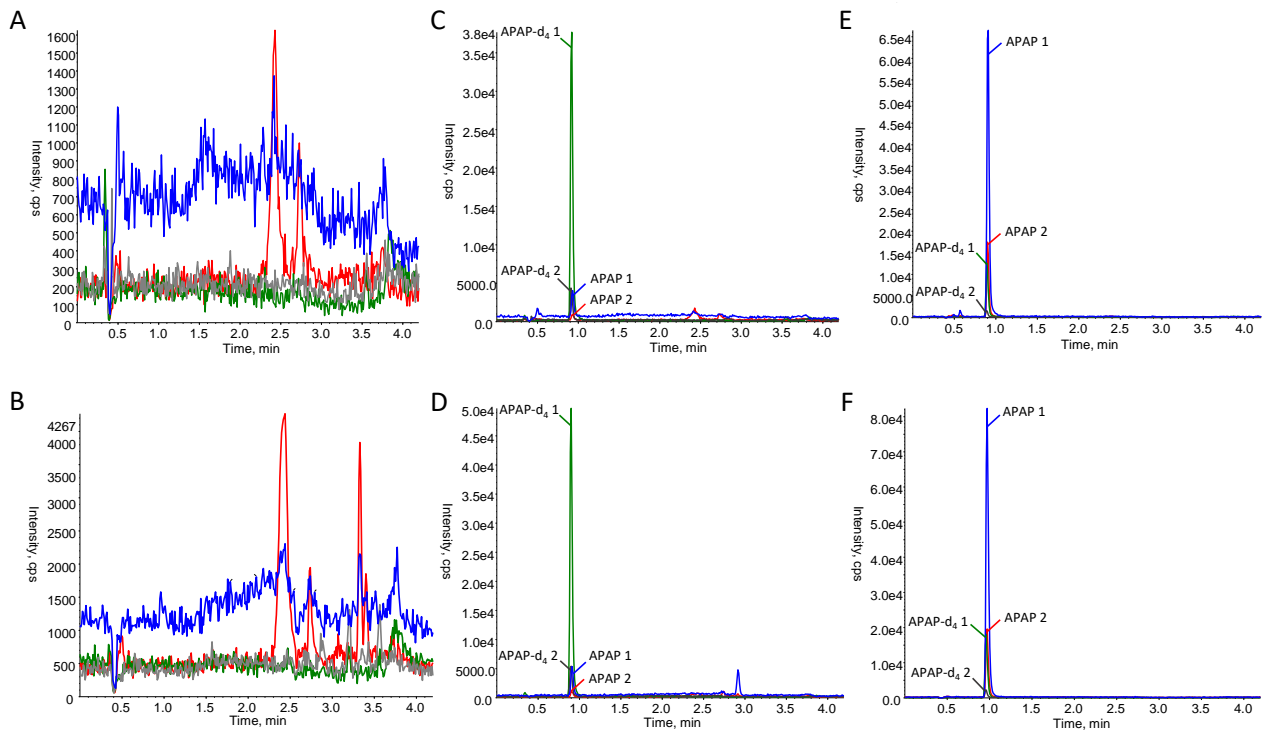 A
Intensity, cps
1600
1500
1400
1300
1200
1100
1000
900
800
700
600
500
400
300
200
100
0
0.5 1.0 1.5 2.0 2.5 3.0 3.5 4.0
Time, min
C
Intensity, cps
3.8e4
3.5e4
3.0e4
2.5e4
2.0e4
1.5e4
1.0e4
5000.0
0.0
APAP-d4 1
APAP-d4 2
APAP 1
APAP 2
0.5 1.0 1.5 2.0 2.5 3.0 3.5 4.0
Time, min
E
Intensity, cps
6.5e4
6.0e4
5.5e4
5.0e4
4.5e4
4.0e4
3.5e4
3.0e4
2.5e4
2.0e4
1.5e4
1.0e4
5000.0
0.0
APAP 1
APAP 2
APAP-d4 1
APAP-d4 2
0.5 1.0 1.5 2.0 2.5 3.0 3.5 4.0
Time, min
B
Intensity, cps
4267
4000
3500
3000
2500
2000
1500
1000
500
0
0.5 1.0 1.5 2.0 2.5 3.0 3.5 4.0
Time, min
D
Intensity, cps
5.0e4
4.5e4
4.0e4
3.5e4
3.0e4
2.5e4
2.0e4
1.5e4
1.0e4
5000.0
0.0
APAP-d4 1
APAP-d4 2
APAP 1
APAP 2
0.5 1.0 1.5 2.0 2.5 3.0 3.5 4.0
Time, min
F
Intensity, cps
8.0e4
7.0e4
6.0e4
5.0e4
4.0e4
3.0e4
2.0e4
1.0e4
0.0
APAP 1
APAP-d4 1
APAP 2
APAP-d4 2
0.5 1.0 1.5 2.0 2.5 3.0 3.5 4.0
Time, min